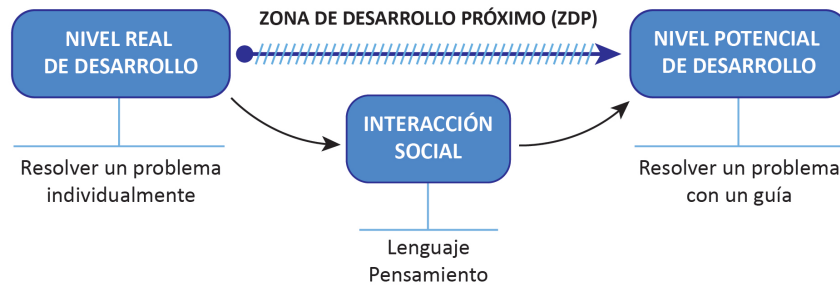 ZONA DE DESARROLLO PRÓXIMO (ZDP)
NIVEL REAL
DE DESARROLLO
NIVEL POTENCIAL
DE DESARROLLO
INTERACCIÓN
SOCIAL
Resolver un problema
individualmente
Resolver un problema
con un guía
Lenguaje
Pensamiento